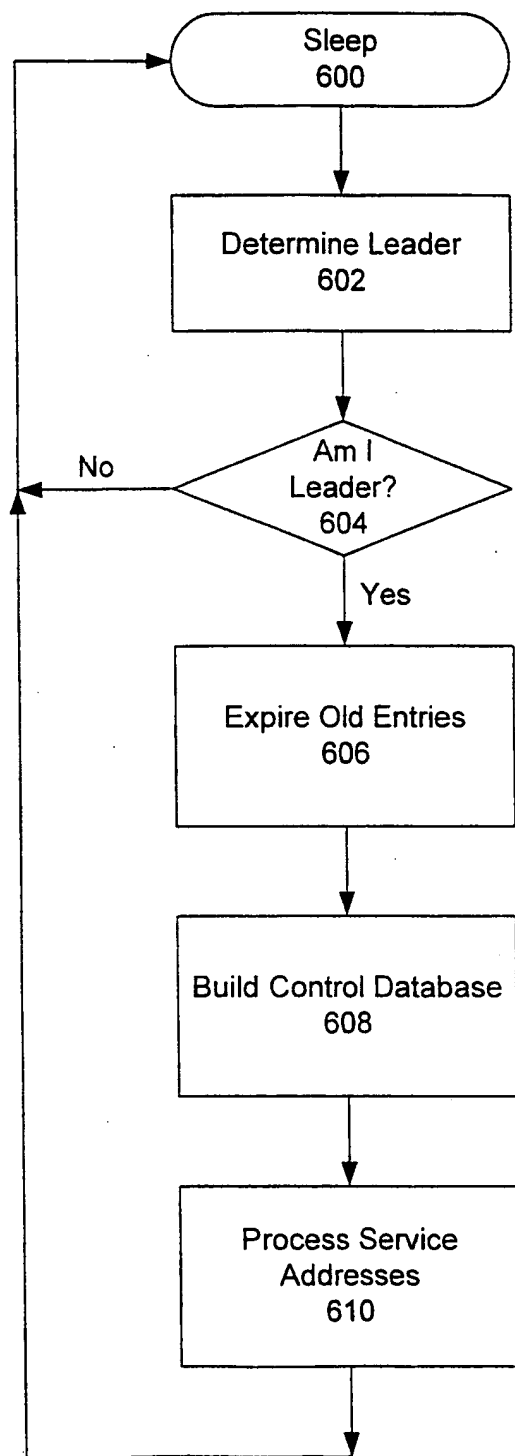 Sleep
600
Determine Leader
602
Am I
Leader?
604
No
Yes
Expire Old Entries
606
Build Control Database
608
Process Service
Addresses
610